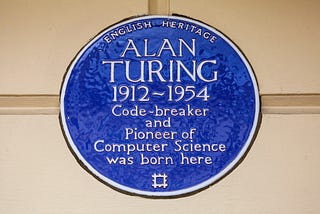 ENGLISH HERITAGE
ALAN
TURING
1912~1954
Code-breaker
and
Pioneer of
Computer Science
was born here